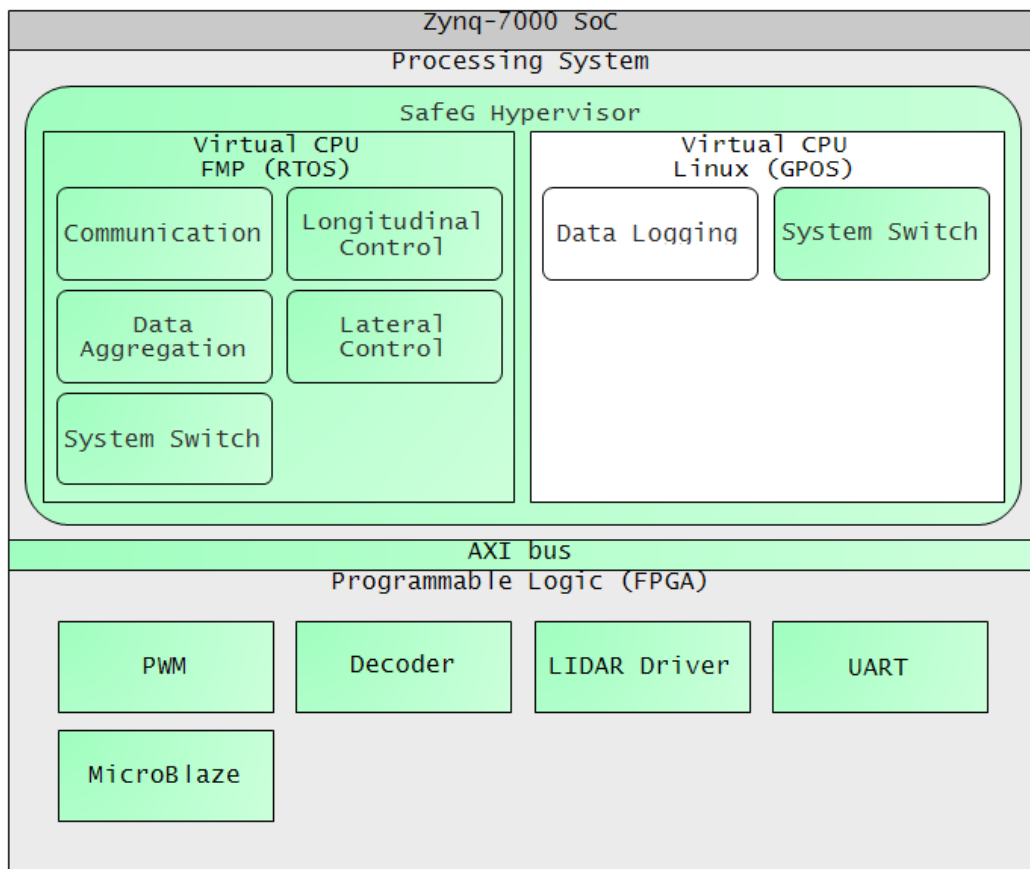 Zynq-7000 SoC
Processing System
SafeG Hypervisor
Virtual CPU
FMP (RTOS)
Communication
Longitudinal
Control
Data
Aggregation
Lateral
Control
System Switch
Virtual CPU
Linux (GPOS)
Data Logging
System Switch
AXI bus
Programmable Logic (FPGA)
PWM
Decoder
LIDAR Driver
UART
MicroBlaze